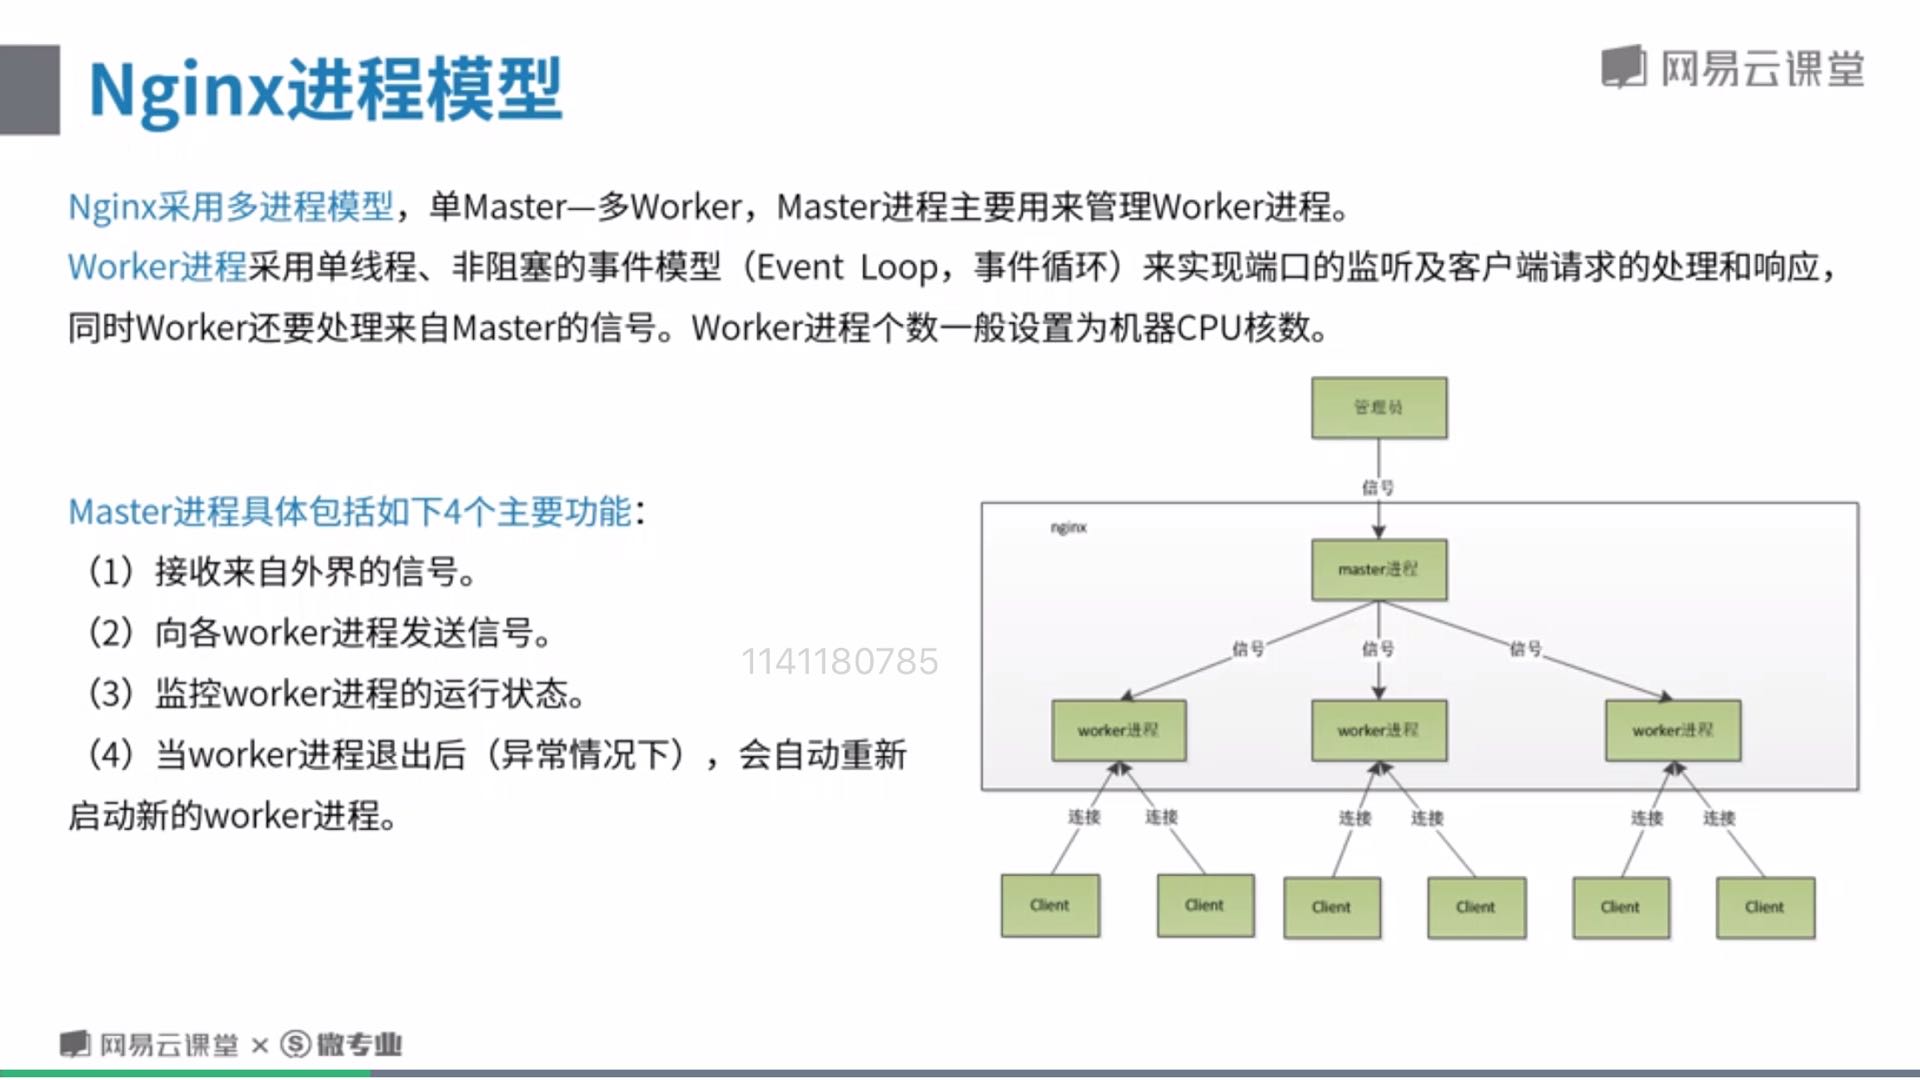 Nginx进程模型
网易云课堂
Nginx采用多进程模型，单Master—多Worker，Master进程主要用来管理Worker进程。
Worker进程采用单线程、非阻塞的事件模型（Event Loop，事件循环）来实现端口的监听及客户端请求的处理和响应，
同时Worker还要处理来自Master的信号。Worker进程个数一般设置为机器CPU核数。
Master进程具体包括如下4个主要功能：
（1）接收来自外界的信号。
（2）向各worker进程发送信号。
（3）监控worker进程的运行状态。
（4）当worker进程退出后（异常情况下），会自动重新
启动新的worker进程。
1141180785
管理员
信号
nginx
master进程
信号 信号 信号
worker进程 worker进程 worker进程
连接 连接 连接 连接 连接 连接
Client Client Client Client Client Client
网易云课堂 × 微专业